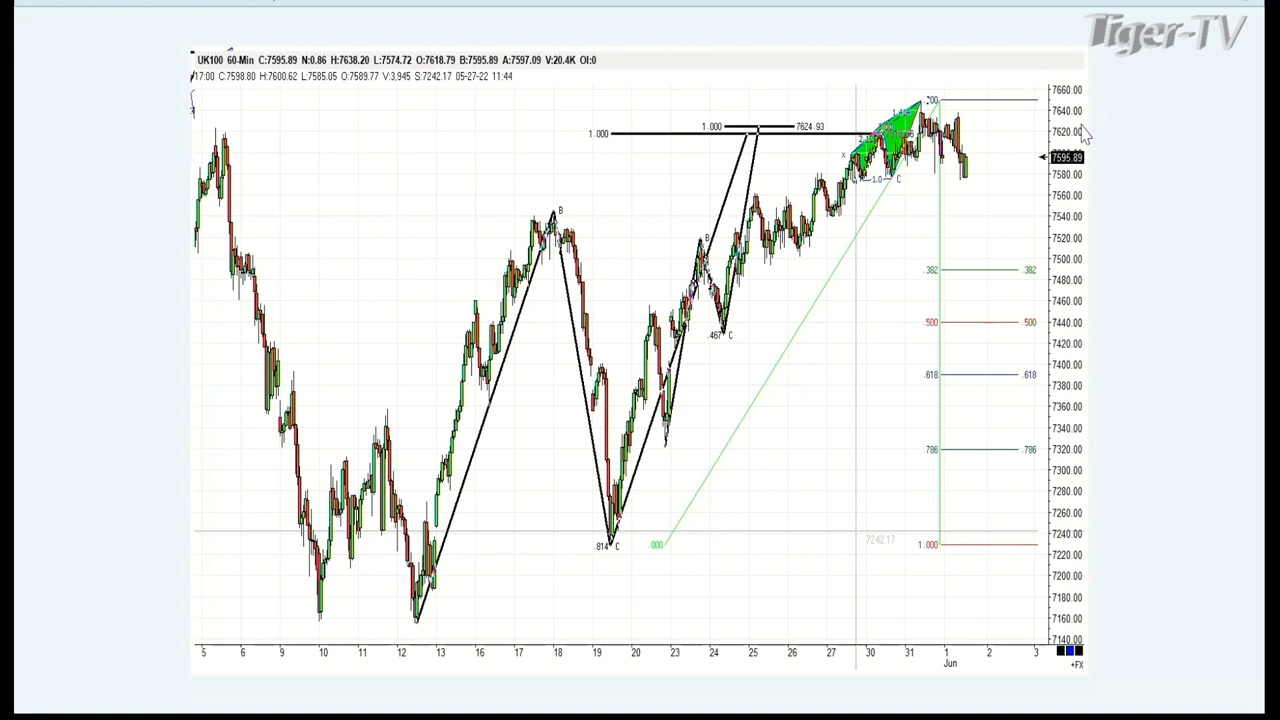 Tiger-TV
UK100 60-Min C:7595.89 N:0.86 H:7638.20 L:7574.72 O:7618.79 B:7595.89 A:7597.09 V:20.4K OI:0
17:00 C:7598.80 H:7600.62 L:7585.05 O:7589.77 V:3,945 S:7242.17 05-27-22 11:44
7660.00
7640.00
1.000 1.000 7624.93 7620.00
7595.89
X
1.0 C 7580.00
7560.00
B 7540.00
B 7520.00
7500.00
7480.00
.382 .382
7460.00
7440.00
.500 .500
.467 C
7420.00
7400.00
7380.00
.618 .618
7360.00
7340.00
7320.00
.786 .786
7300.00
7280.00
7260.00
7242.17 7240.00
.814 C 000 1.000
7220.00
7200.00
7180.00
7160.00
7140.00
5 6 9 10 11 12 13 16 17 18 19 20 23 24 25 26 27 30 31 1 2 3
Jun +FX